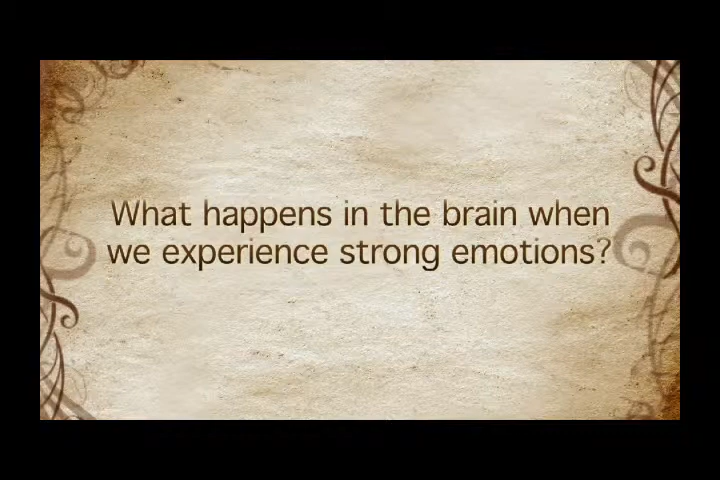 What happens in the brain when
we experience strong emotions?